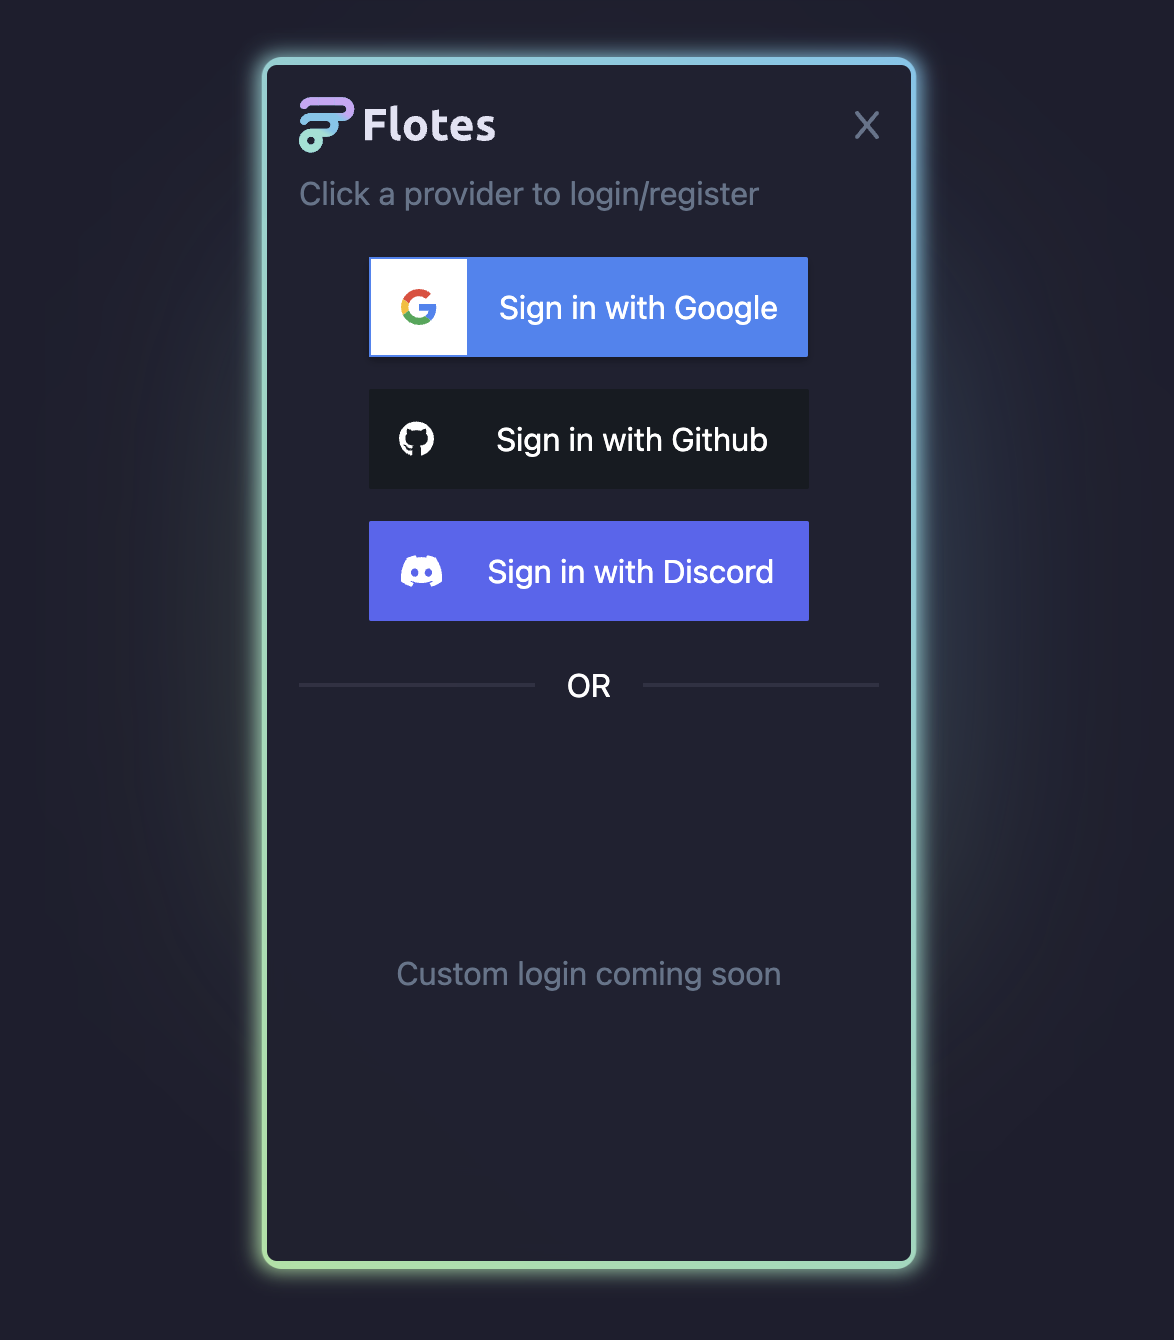 Flotes
Click a provider to login/register
Sign in with Google
Sign in with Github
Sign in with Discord
OR
Custom login coming soon